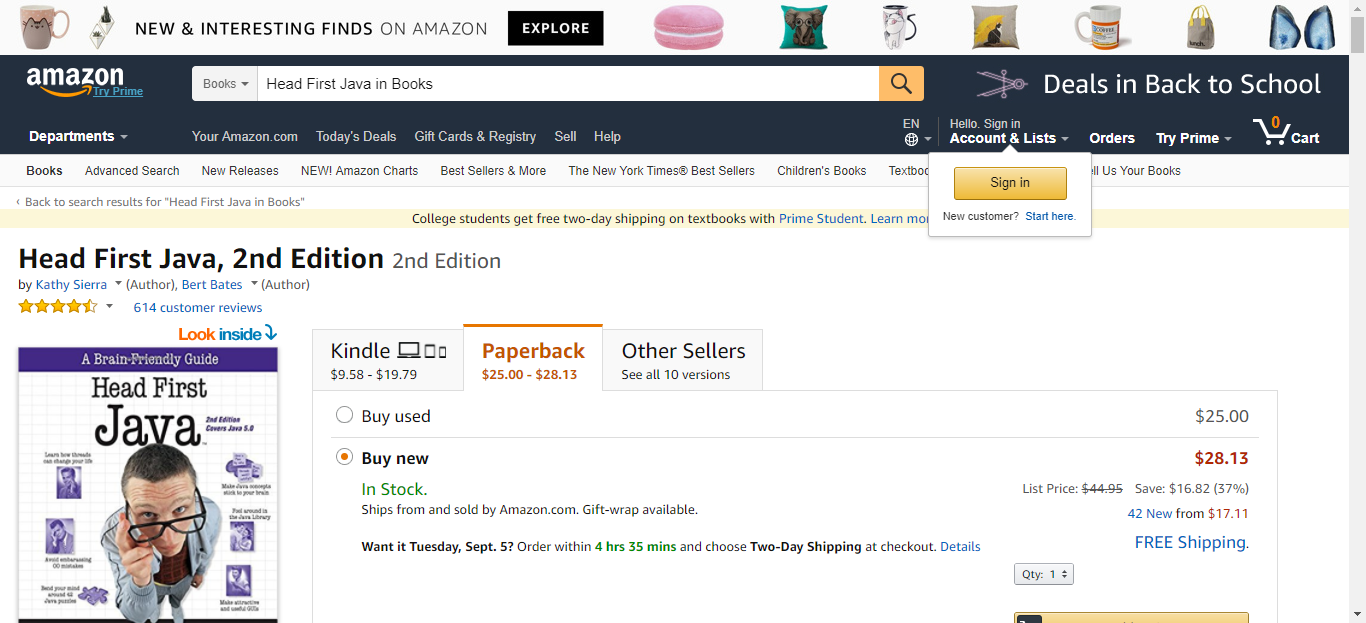 NEW & INTERESTING FINDS ON AMAZON EXPLORE
lunch.
amazon
Try Prime
Books
Head First Java in Books
Deals in Back to School
Departments
Your Amazon.com Today's Deals Gift Cards & Registry Sell Help
EN
Hello. Sign in
Account & Lists
Orders
Try Prime
0
Cart
Books Advanced Search New Releases NEW! Amazon Charts Best Sellers & More The New York Times® Best Sellers Children's Books Textboo ell Us Your Books
Sign in
New customer? Start here.
‹ Back to search results for "Head First Java in Books"
College students get free two-day shipping on textbooks with Prime Student. Learn mor
Head First Java, 2nd Edition 2nd Edition
by Kathy Sierra (Author), Bert Bates (Author)
614 customer reviews
Look inside
A Brain-Friendly Guide
Head First
Java
2nd Edition
Covers Java 5.0
Learn how threads
can change your life
Make Java concepts
stick to your brain
Fool around in
the Java Library
Avoid embarassing
OO mistakes
Bend your mind
around 42
Java puzzles
Make attractive
and useful GUIs
Kindle
$9.58 - $19.79
Paperback
$25.00 - $28.13
Other Sellers
See all 10 versions
Buy used $25.00
Buy new $28.13
In Stock.
List Price: $44.95 Save: $16.82 (37%)
Ships from and sold by Amazon.com. Gift-wrap available.
42 New from $17.11
FREE Shipping.
Want it Tuesday, Sept. 5? Order within 4 hrs 35 mins and choose Two-Day Shipping at checkout. Details
Qty: 1